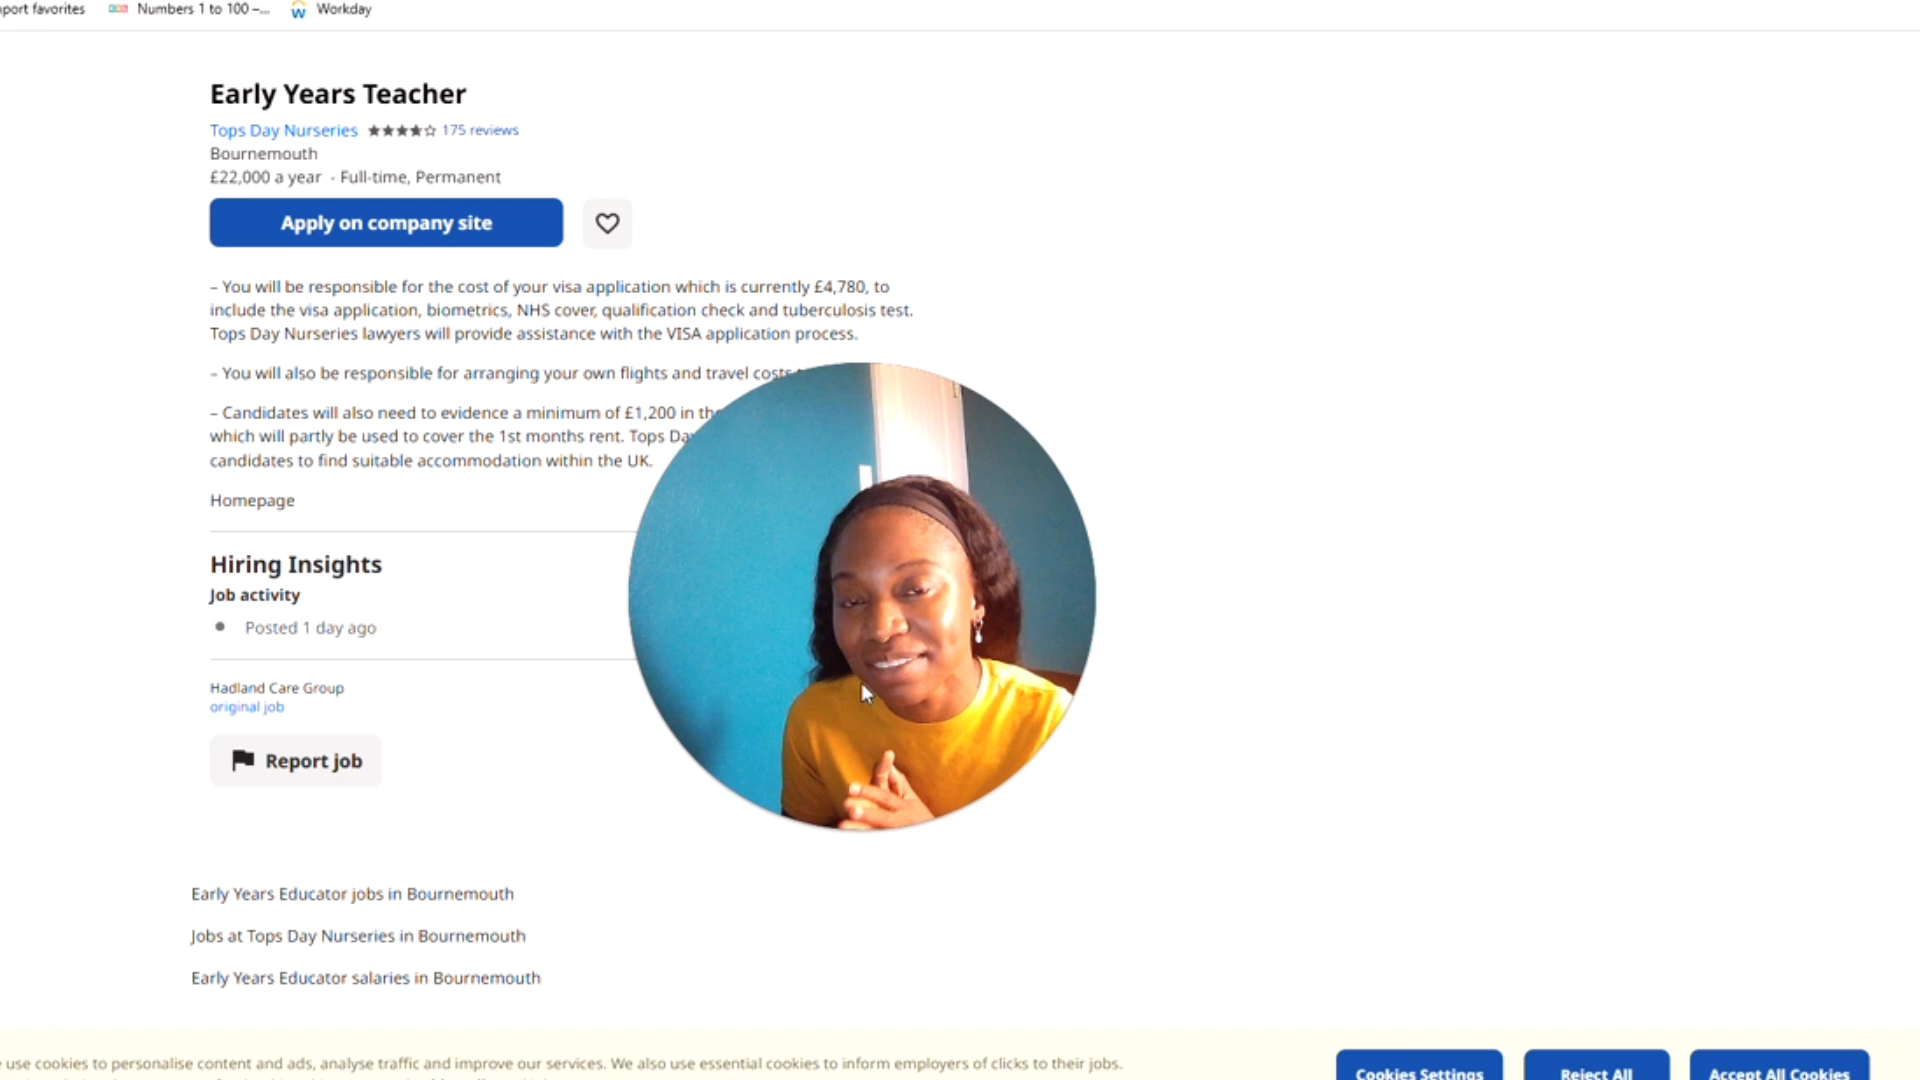 port favorites
Numbers 1 to 100 –...
Workday
Early Years Teacher
Tops Day Nurseries 175 reviews
Bournemouth
£22,000 a year - Full-time, Permanent
Apply on company site
– You will be responsible for the cost of your visa application which is currently £4,780, to
include the visa application, biometrics, NHS cover, qualification check and tuberculosis test.
Tops Day Nurseries lawyers will provide assistance with the VISA application process.
– You will also be responsible for arranging your own flights and travel costs
– Candidates will also need to evidence a minimum of £1,200 in
which will partly be used to cover the 1st months rent. Tops
candidates to find suitable accommodation within the UK.
Homepage
Hiring Insights
Job activity
Posted 1 day ago
Hadland Care Group
original job
Report job
Early Years Educator jobs in Bournemouth
Jobs at Tops Day Nurseries in Bournemouth
Early Years Educator salaries in Bournemouth
use cookies to personalise content and ads, analyse traffic and improve our services. We also use essential cookies to inform employers of clicks to their jobs.
Cookies Settings
Reject All
Accept All Cookies